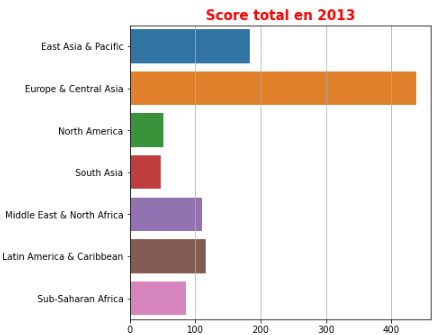 Score total en 2013
East Asia & Pacific
Europe & Central Asia
North America
South Asia
Middle East & North Africa
Latin America & Caribbean
Sub-Saharan Africa
0 100 200 300 400